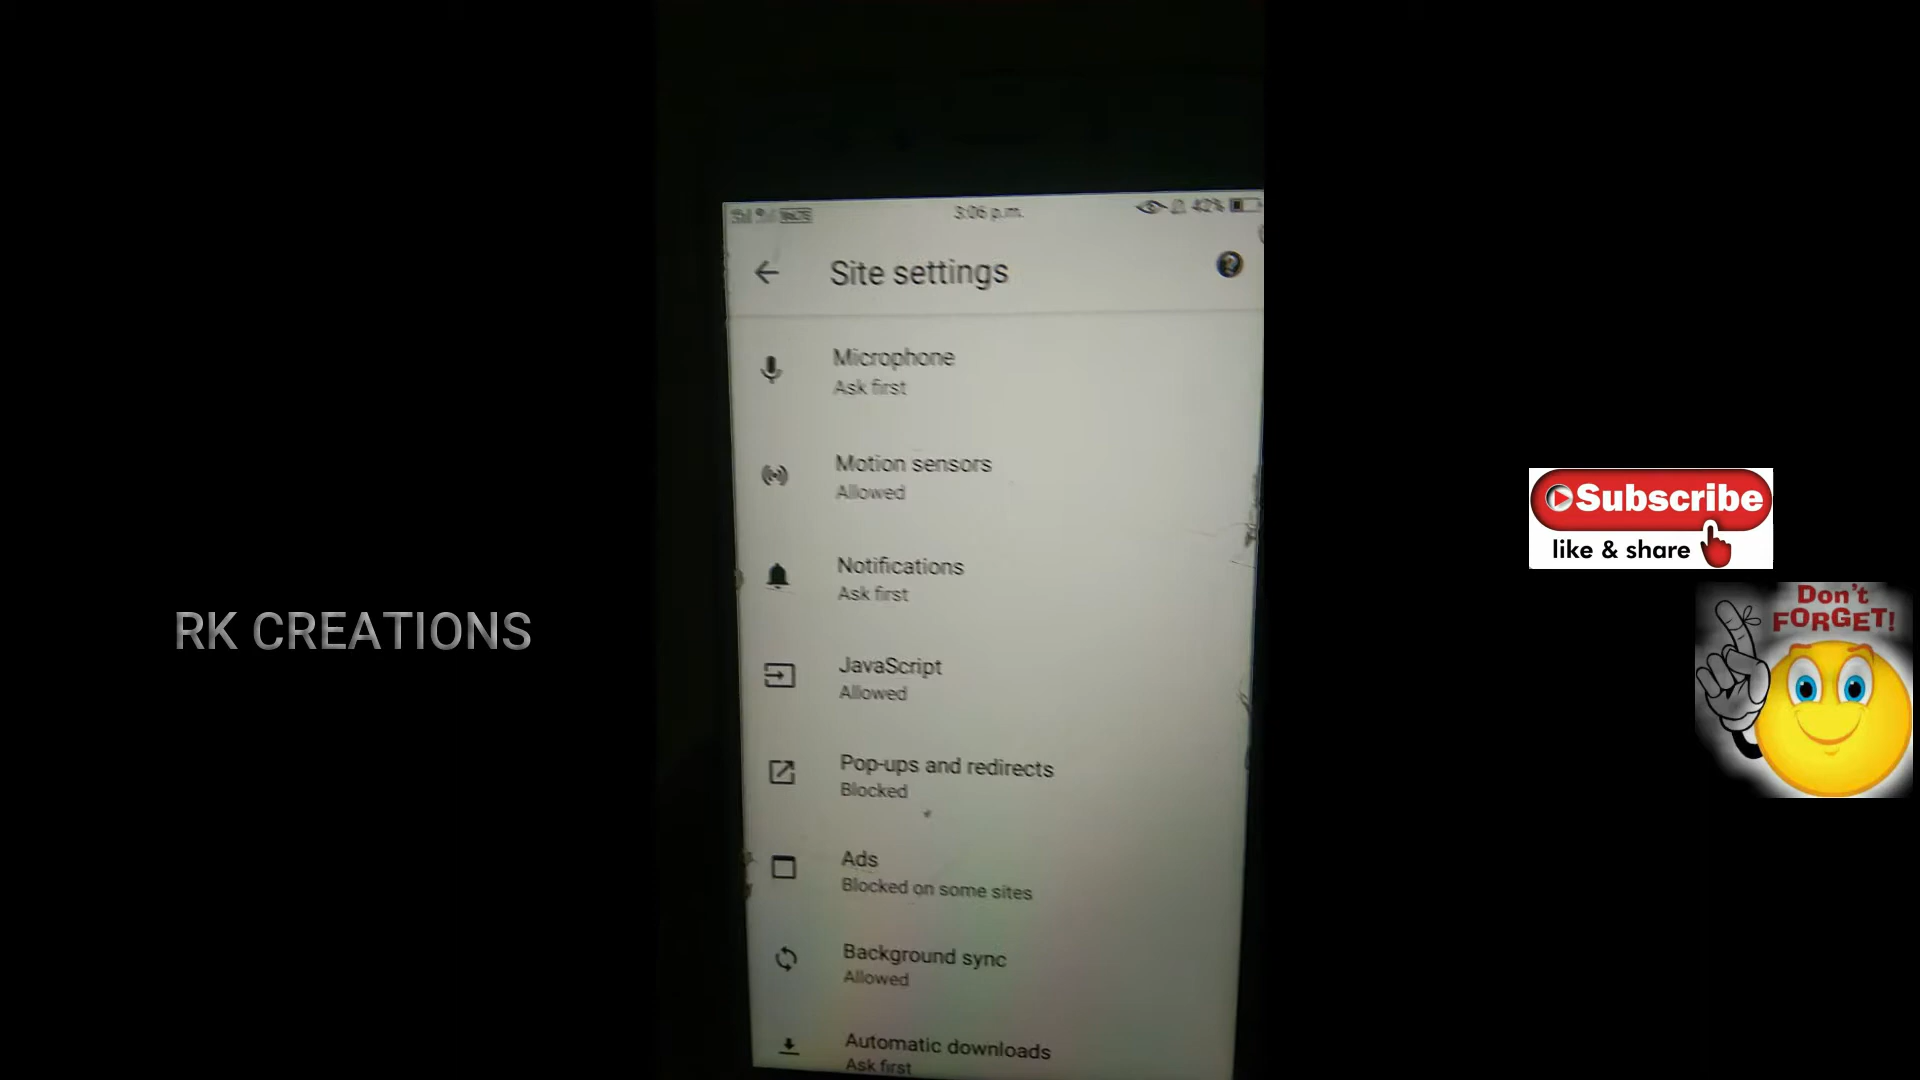 3:06 p.m.
42%
Site settings
Microphone
Ask first
Motion sensors
Allowed
Notifications
Ask first
JavaScript
Allowed
Pop-ups and redirects
Blocked
Ads
Blocked on some sites
Background sync
Allowed
Automatic downloads
Ask first
RK CREATIONS
Subscribe
like & share
Don't
FORGET!